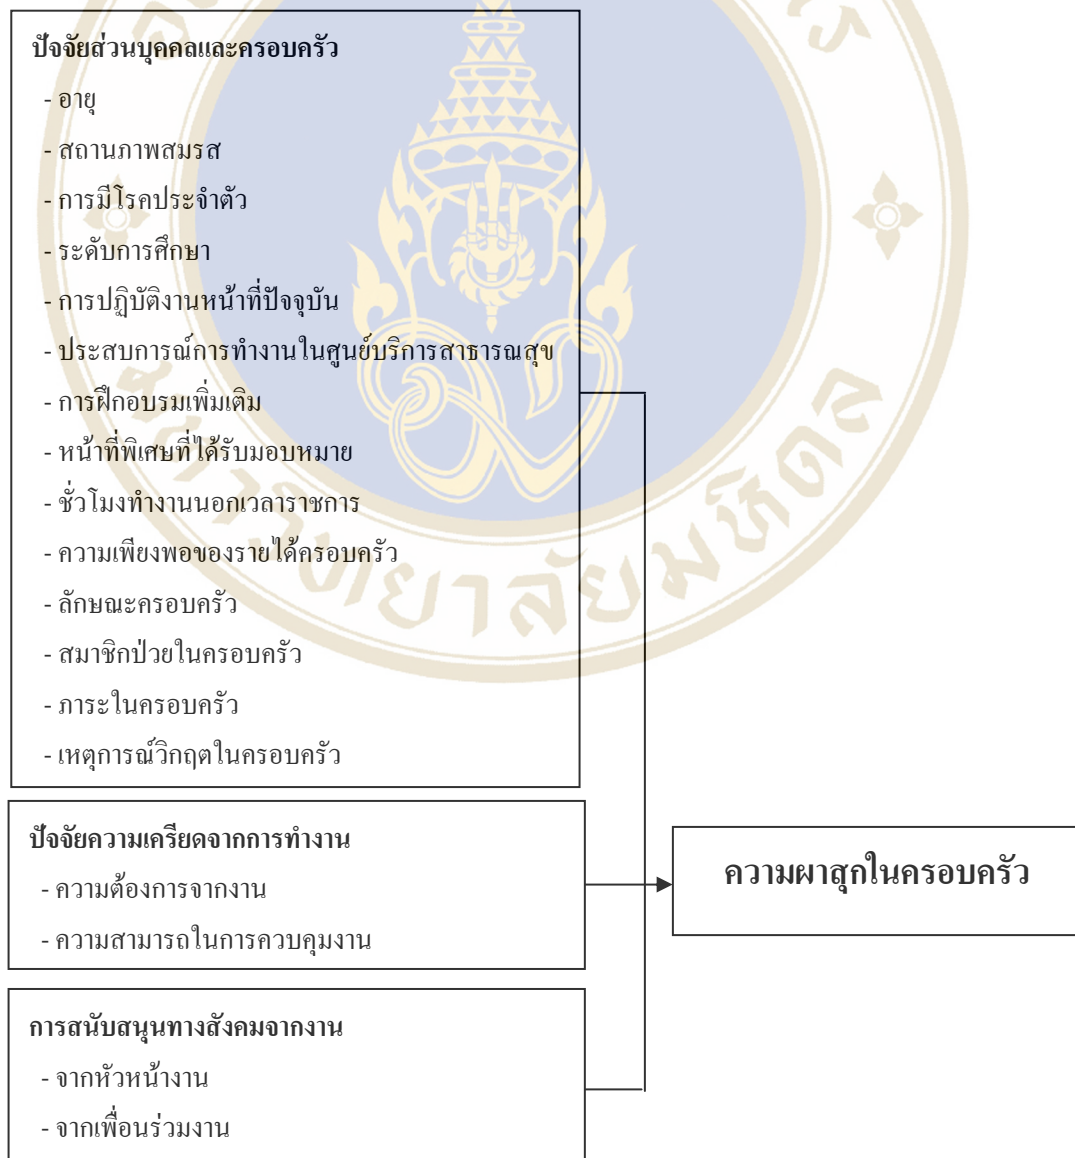 ปัจจัยส่วนบุคคลและครอบครัว
- อายุ
- สถานภาพสมรส
- การมีโรคประจำตัว
- ระดับการศึกษา
- การปฏิบัติงานหน้าที่ปัจจุบัน
- ประสบการณ์การทำงานในศูนย์บริการสาธารณสุข
- การฝึกอบรมเพิ่มเติม
- หน้าที่พิเศษที่ได้รับมอบหมาย
- ชั่วโมงทำงานนอกเวลาราชการ
- ความเพียงพอของรายได้ครอบครัว
- ลักษณะครอบครัว
- สมาชิกป่วยในครอบครัว
- ภาระในครอบครัว
- เหตุการณ์วิกฤตในครอบครัว
ปัจจัยความเครียดจากการทำงาน
- ความต้องการจากงาน
- ความสามารถในการควบคุมงาน
ความผาสุกในครอบครัว
การสนับสนุนทางสังคมจากงาน
- จากหัวหน้างาน
- จากเพื่อนร่วมงาน
มหาวิทยาลัยมหิดล